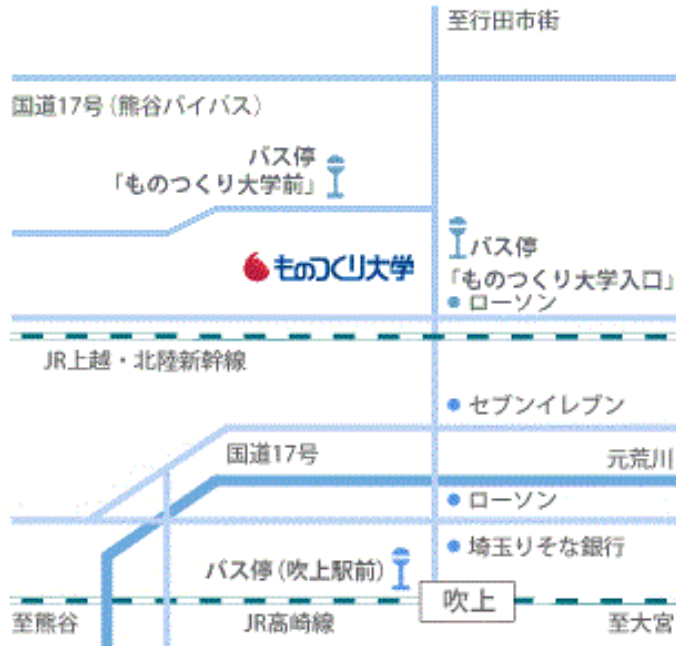 至行田市街
国道17号(熊谷バイパス)
バス停
「ものつくり大学前」
バス停
ものつくり大学
「ものつくり大学入口」
ローソン
JR上越・北陸新幹線
セブンイレブン
国道17号
元荒川
ローソン
埼玉りそな銀行
バス停(吹上駅前)
吹上
至熊谷
JR高崎線
至大宮